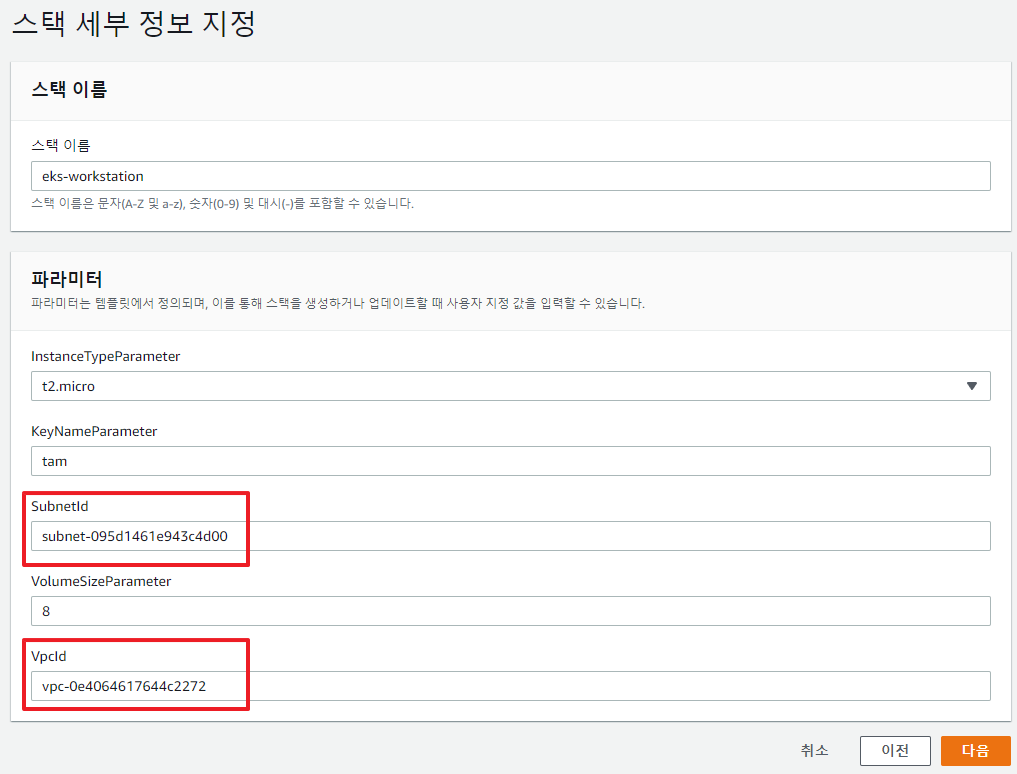 스택 세부 정보 지정
스택 이름
스택 이름
eks-workstation
스택 이름은 문자(A-Z 및 a-z), 숫자(0-9) 및 대시(-)를 포함할 수 있습니다.
파라미터
파라미터는 템플릿에서 정의되며, 이를 통해 스택을 생성하거나 업데이트할 때 사용자 지정 값을 입력할 수 있습니다.
InstanceTypeParameter
t2.micro
KeyNameParameter
tam
SubnetId
subnet-095d1461e943c4d00
VolumeSizeParameter
8
VpcId
vpc-0e4064617644c2272
취소 이전 다음